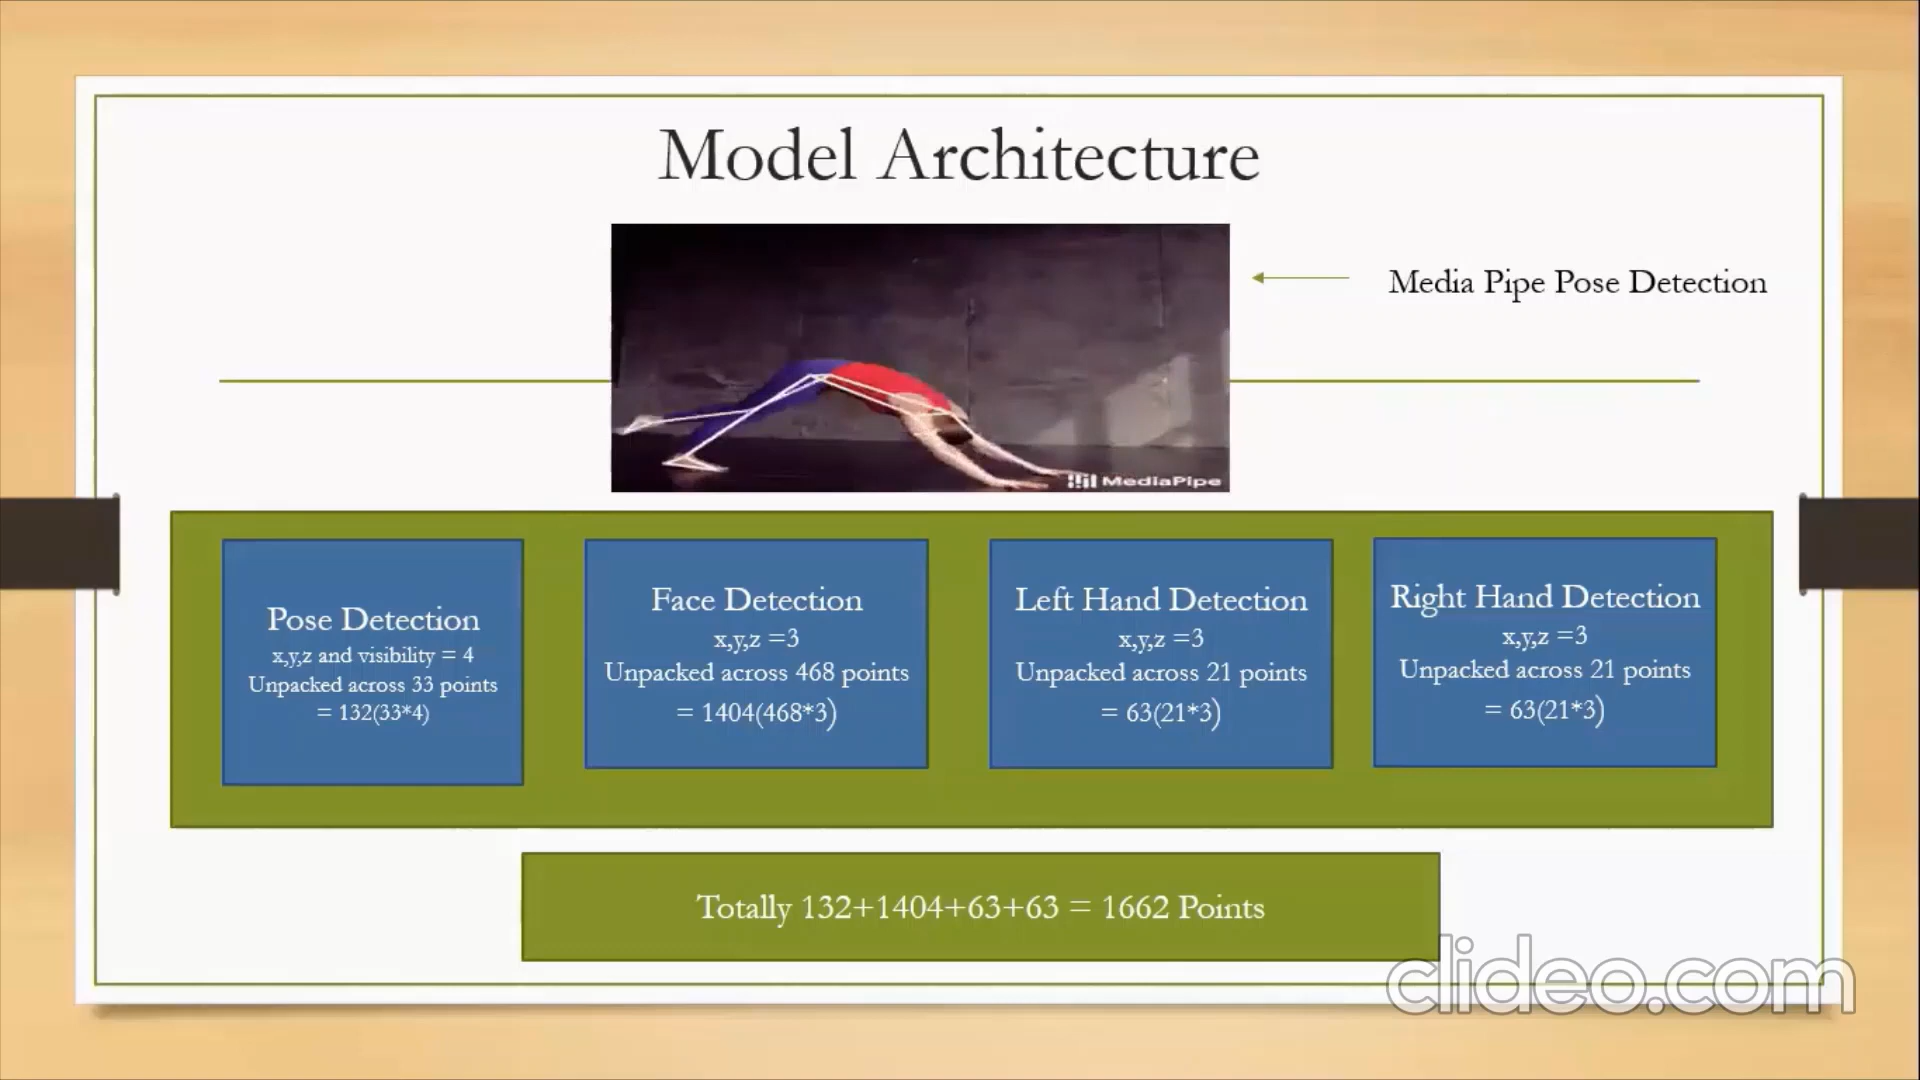 Model Architecture
Media Pipe Pose Detection
MediaPipe
Pose Detection
x,y,z and visibility = 4
Unpacked across 33 points
= 132(33*4)
Face Detection
x,y,z =3
Unpacked across 468 points
= 1404(468*3)
Left Hand Detection
x,y,z =3
Unpacked across 21 points
= 63(21*3)
Right Hand Detection
x,y,z =3
Unpacked across 21 points
= 63(21*3)
Totally 132+1404+63+63 = 1662 Points
clideo.com